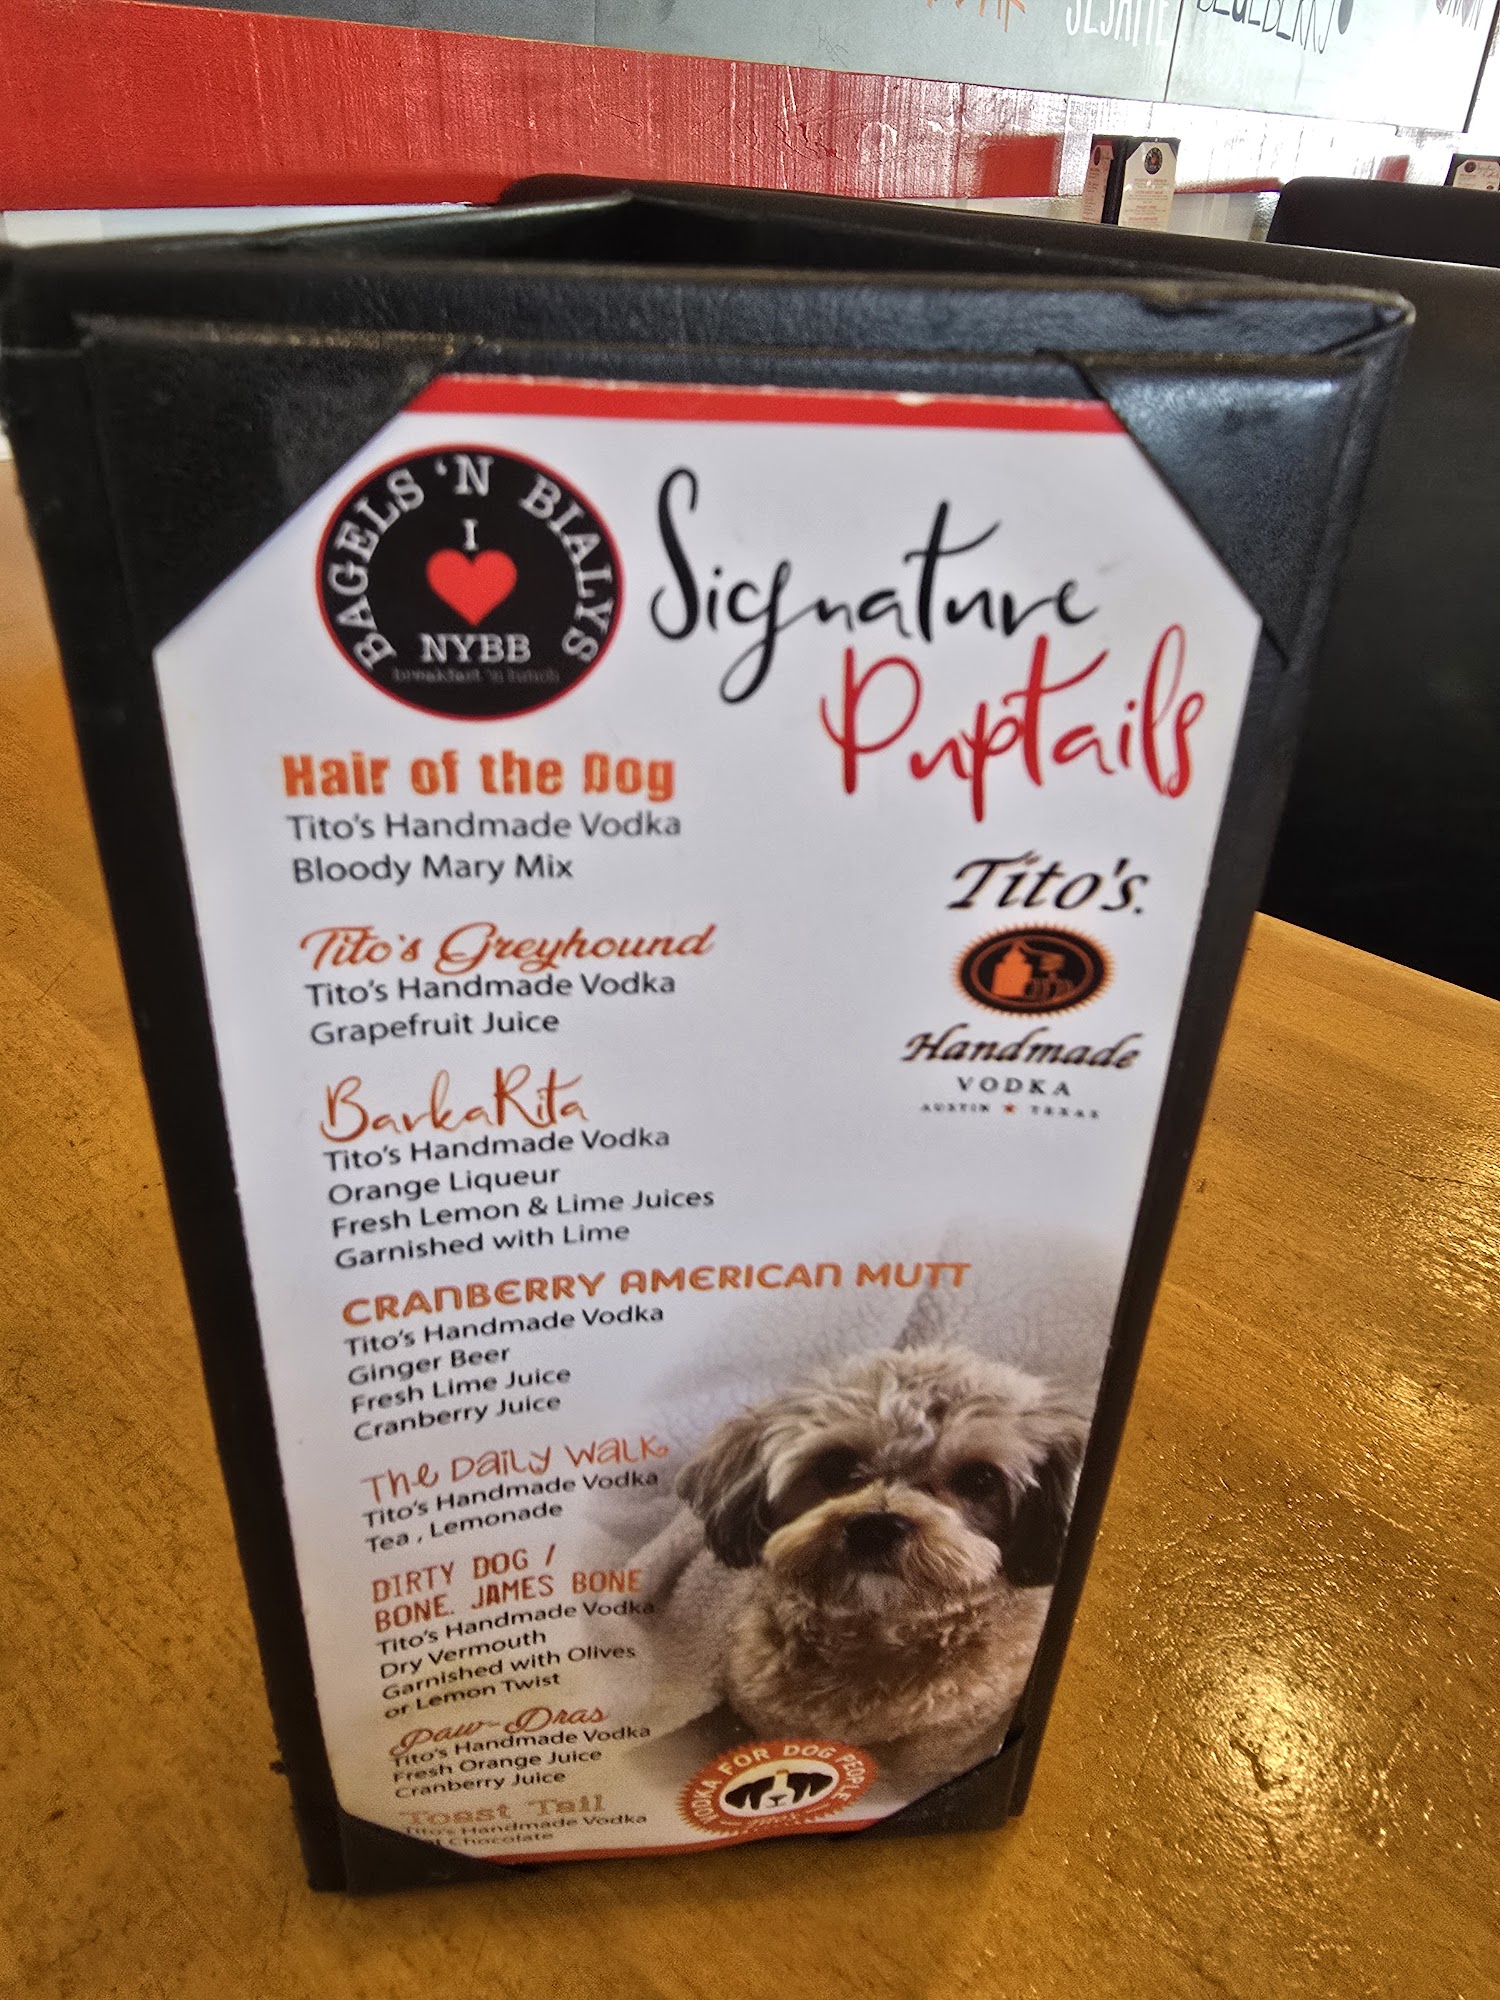 SESAME
BLUEBERRY
BAGELS 'N BIALYS
I
NYBB
breakfast 'n lunch
Signature
Puptails
Hair of the Dog
Tito's Handmade Vodka
Bloody Mary Mix
Tito's Greyhound
Tito's Handmade Vodka
Grapefruit Juice
BarkaRita
Tito's Handmade Vodka
Orange Liqueur
Fresh Lemon & Lime Juices
Garnished with Lime
CRANBERRY AMERICAN MUTT
Tito's Handmade Vodka
Ginger Beer
Fresh Lime Juice
Cranberry Juice
The Daily Walk
Tito's Handmade Vodka
Tea , Lemonade
DIRTY DOG /
BONE. JAMES BONE
Tito's Handmade Vodka
Dry Vermouth
Garnished with Olives
or Lemon Twist
Paw-Dras
Tito's Handmade Vodka
Fresh Orange Juice
Cranberry Juice
Toast Tail
Tito's Handmade Vodka
Chocolate
Tito's.
Handmade
VODKA
AUSTIN ★ TEXAS
VODKA FOR DOG PEOPLE